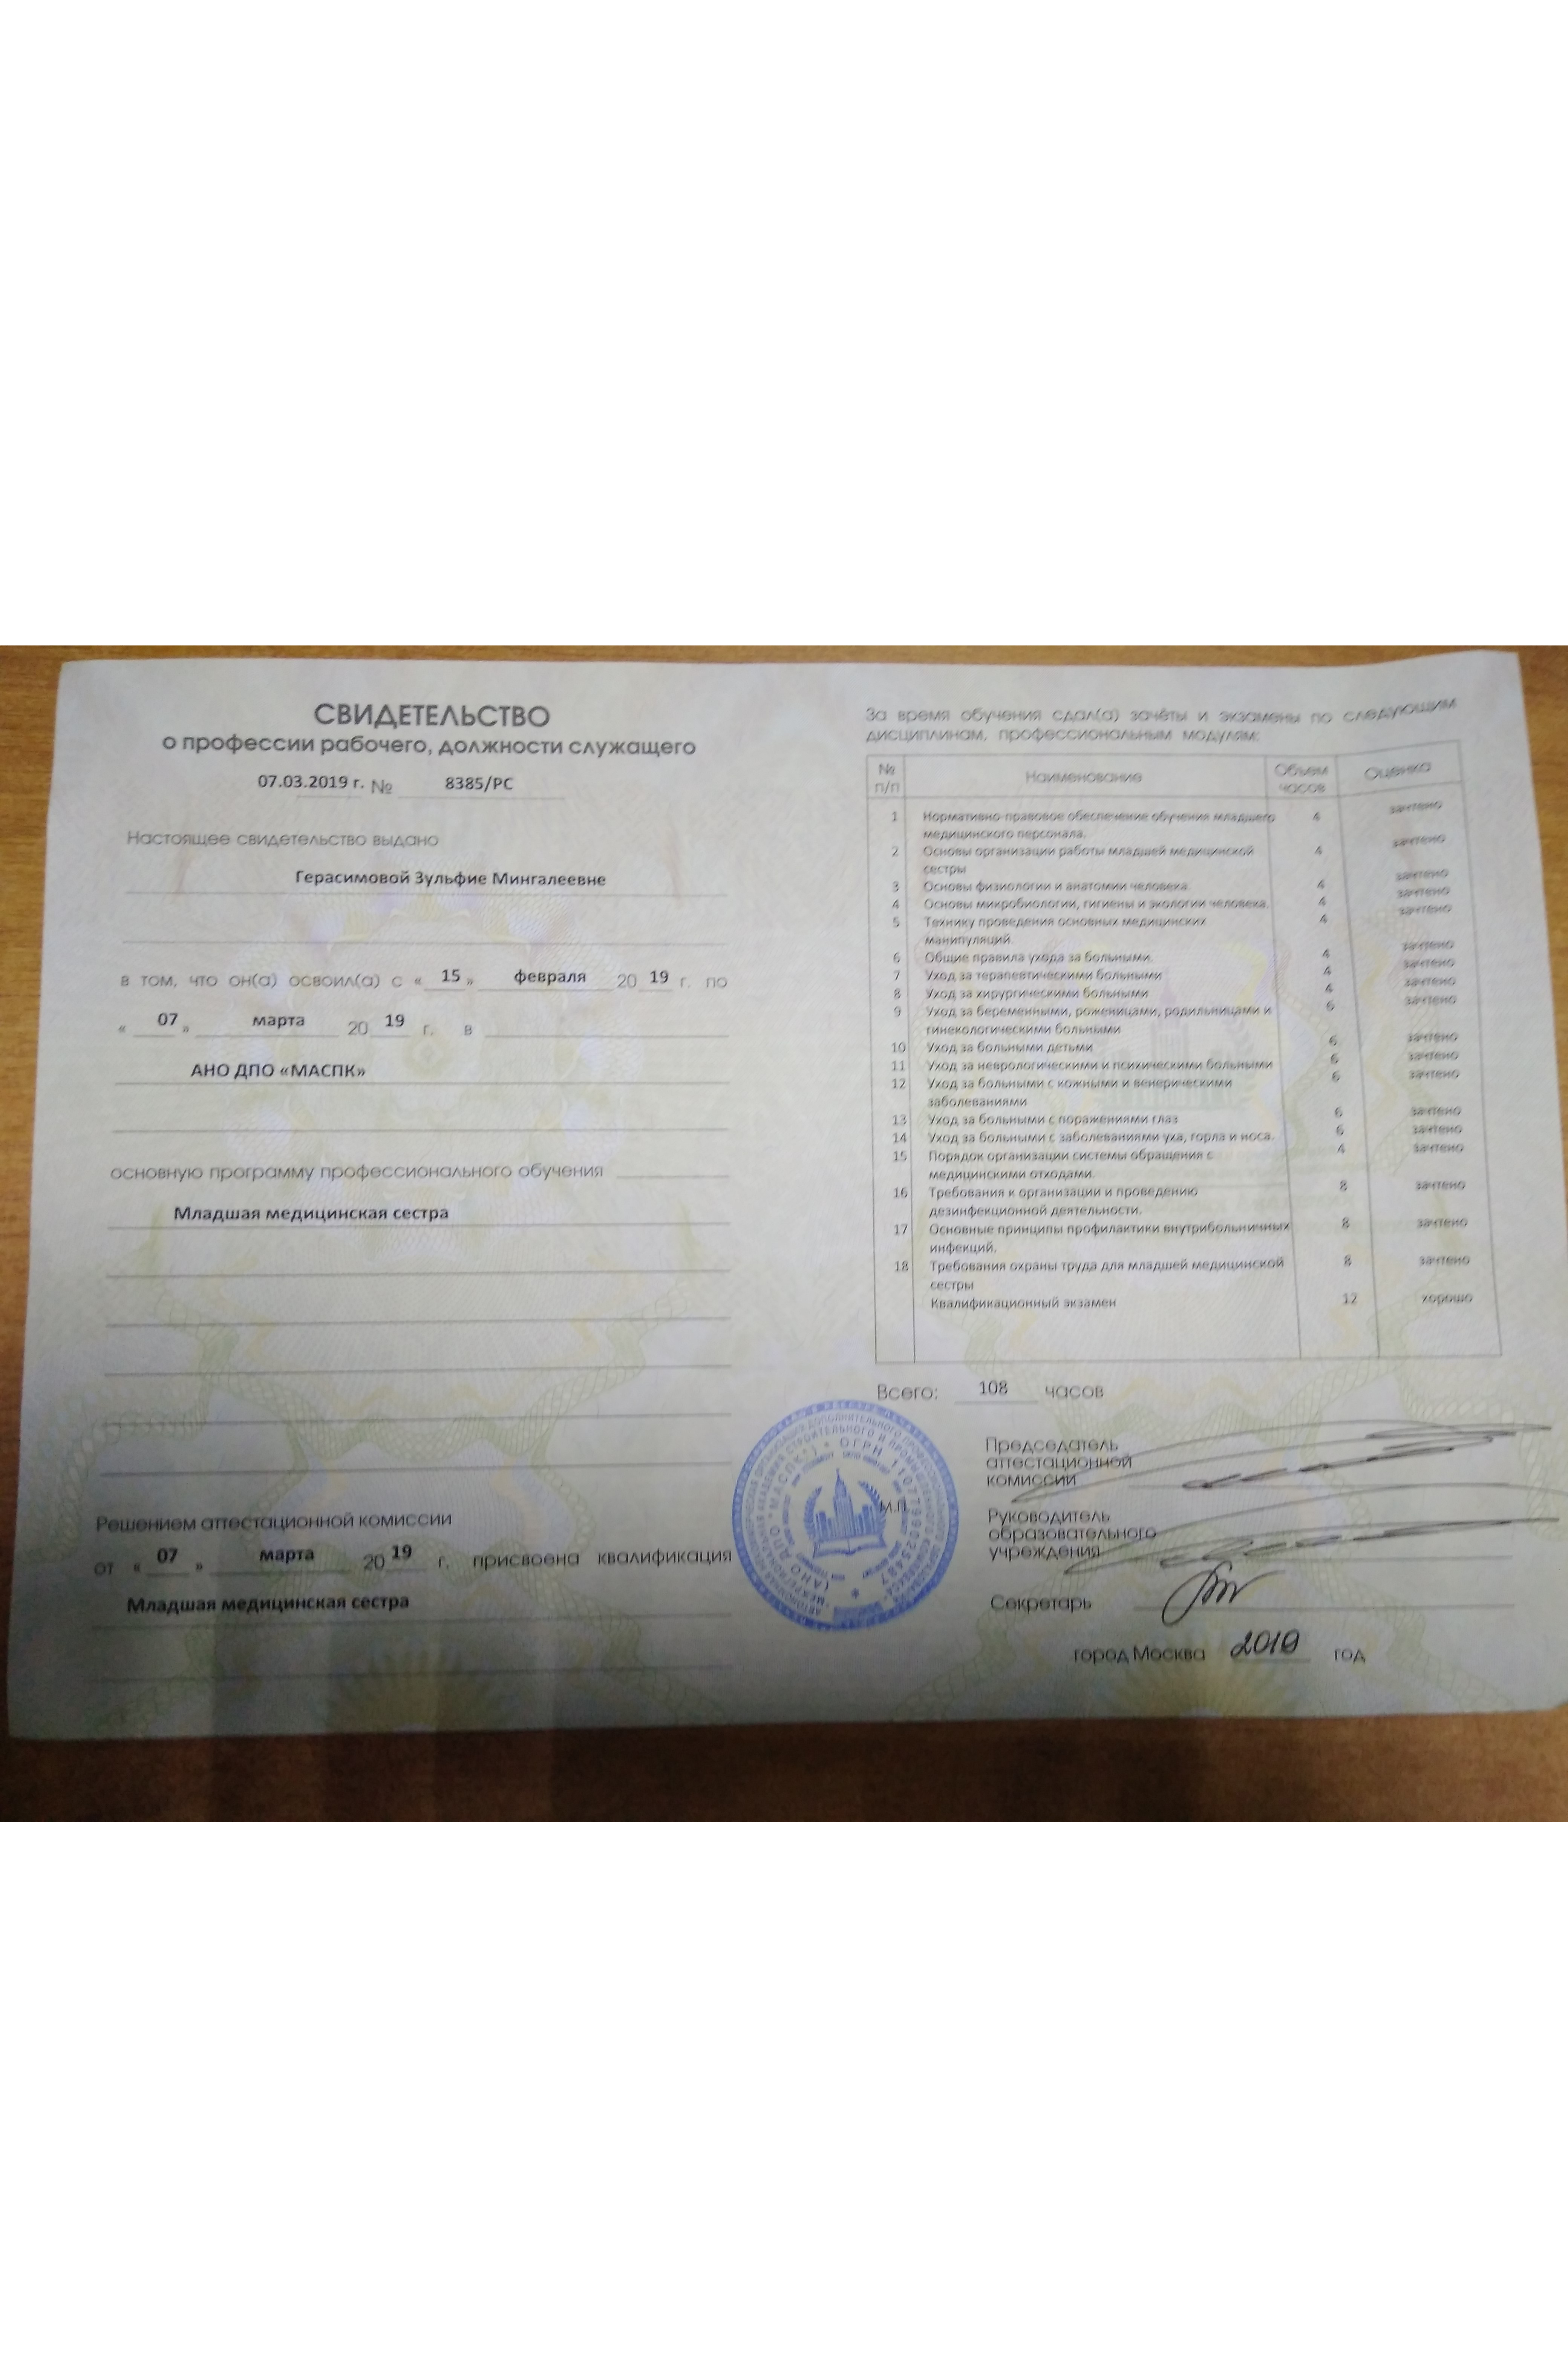 СВИДЕТЕЛЬСТВО
о профессии рабочего, должности служащего
07.03.2019 г. № 8385/РС
Настоящее свидетельство выдано
Герасимовой Зульфие Мингалеевне
в том, что он(а) освоил(а) с « 15 » февраля 20 19 г. по
« 07 » марта 20 19 г. в
АНО ДПО «МАСПК»
основную программу профессионального обучения
Младшая медицинская сестра
Решением аттестационной комиссии
от « 07 » марта 20 19 г. присвоена квалификация
Младшая медицинская сестра
За время обучения сдал(а) зачёты и экзамены по следующим
дисциплинам, профессиональным модулям:
№ п/п Наименование Объем часов Оценка
1 Нормативно-правовое обеспечение обучения младшего 4 зачтено
медицинского персонала.
2 Основы организации работы младшей медицинской 4 зачтено
сестры
3 Основы физиологии и анатомии человека. 4 зачтено
4 Основы микробиологии, гигиены и экологии человека. 4 зачтено
5 Технику проведения основных медицинских 4 зачтено
манипуляций
6 Общие правила ухода за больными. 4 зачтено
7 Уход за терапевтическими больными 4 зачтено
8 Уход за хирургическими больными 4 зачтено
9 Уход за беременными, роженицами, родильницами и 6 зачтено
гинекологическими больными
10 Уход за больными детьми 6 зачтено
11 Уход за неврологическими и психическими больными 6 зачтено
12 Уход за больными с кожными и венерическими 6 зачтено
заболеваниями
13 Уход за больными с поражениями глаз 6 зачтено
14 Уход за больными с заболеваниями уха, горла и носа. 6 зачтено
15 Порядок организации системы обращения с 4 зачтено
медицинскими отходами.
16 Требования к организации и проведению 8 зачтено
дезинфекционной деятельности.
17 Основные принципы профилактики внутрибольничных 8 зачтено
инфекций.
18 Требования охраны труда для младшей медицинской 8 зачтено
сестры
Квалификационный экзамен 12 хорошо
Всего: 108 часов
Председатель
аттестационной
комиссии
М.П.
Руководитель
образовательного
учреждения
Секретарь
город Москва 2019 год